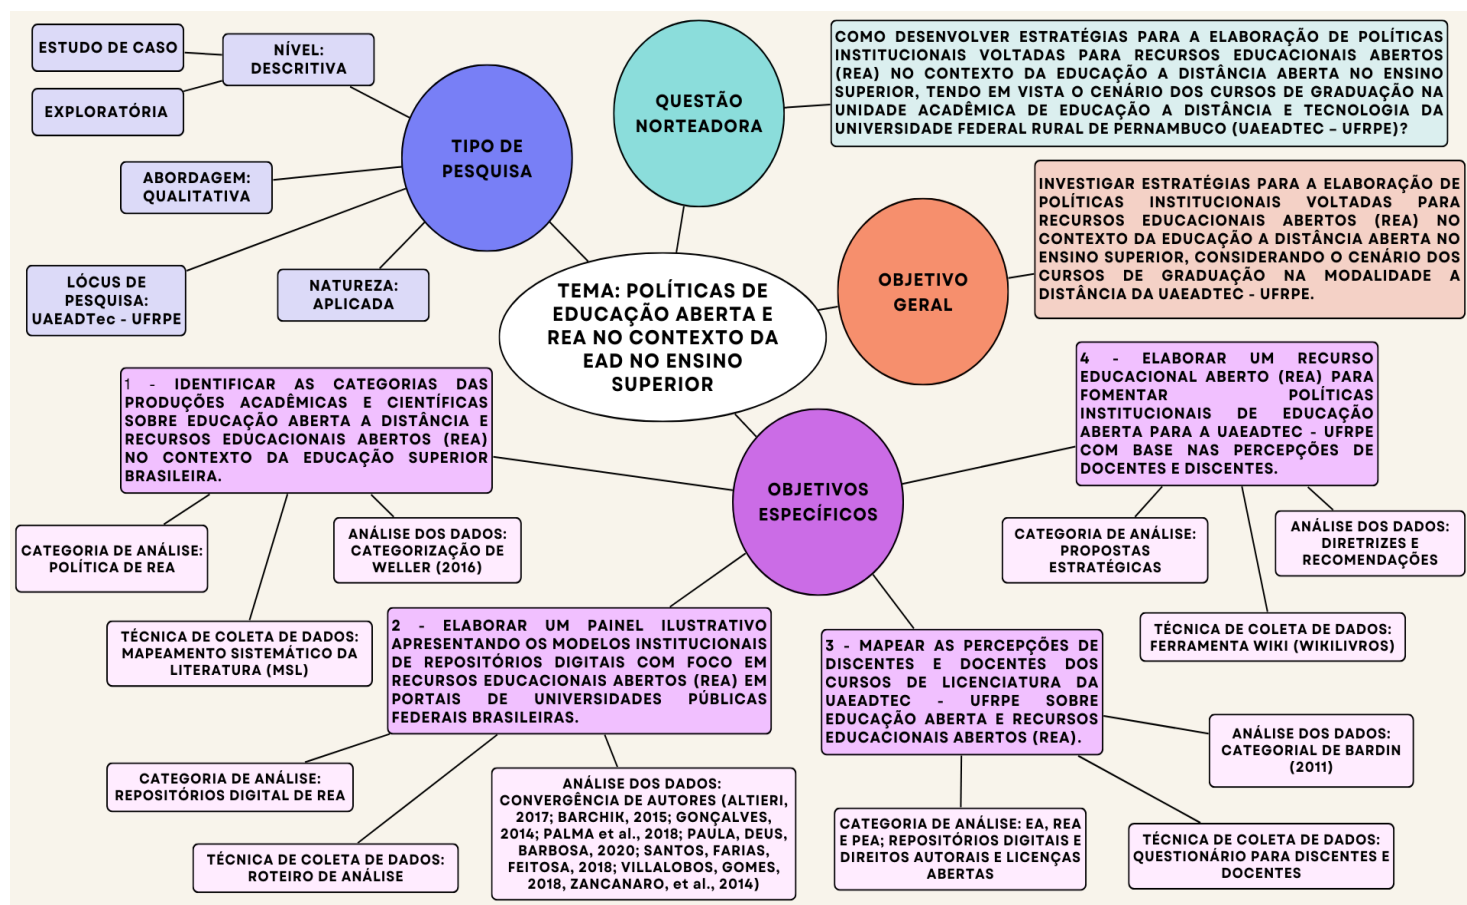 ESTUDO DE CASO
NÍVEL:
DESCRITIVA
EXPLORATÓRIA
ABORDAGEM:
QUALITATIVA
LÓCUS DE
PESQUISA:
UAEADTec - UFRPE
NATUREZA:
APLICADA
TIPO DE
PESQUISA
QUESTÃO
NORTEADORA
COMO DESENVOLVER ESTRATÉGIAS PARA A ELABORAÇÃO DE POLÍTICAS
INSTITUCIONAIS VOLTADAS PARA RECURSOS EDUCACIONAIS ABERTOS
(REA) NO CONTEXTO DA EDUCAÇÃO A DISTÂNCIA ABERTA NO ENSINO
SUPERIOR, TENDO EM VISTA O CENÁRIO DOS CURSOS DE GRADUAÇÃO NA
UNIDADE ACADÊMICA DE EDUCAÇÃO A DISTÂNCIA E TECNOLOGIA DA
UNIVERSIDADE FEDERAL RURAL DE PERNAMBUCO (UAEADTEC – UFRPE)?
OBJETIVO
GERAL
INVESTIGAR ESTRATÉGIAS PARA A ELABORAÇÃO DE
POLÍTICAS INSTITUCIONAIS VOLTADAS PARA
RECURSOS EDUCACIONAIS ABERTOS (REA) NO
CONTEXTO DA EDUCAÇÃO A DISTÂNCIA ABERTA NO
ENSINO SUPERIOR, CONSIDERANDO O CENÁRIO DOS
CURSOS DE GRADUAÇÃO NA MODALIDADE A
DISTÂNCIA DA UAEADTEC - UFRPE.
TEMA: POLÍTICAS DE
EDUCAÇÃO ABERTA E
REA NO CONTEXTO DA
EAD NO ENSINO
SUPERIOR
OBJETIVOS
ESPECÍFICOS
1 - IDENTIFICAR AS CATEGORIAS DAS
PRODUÇÕES ACADÊMICAS E CIENTÍFICAS
SOBRE EDUCAÇÃO ABERTA A DISTÂNCIA E
RECURSOS EDUCACIONAIS ABERTOS (REA)
NO CONTEXTO DA EDUCAÇÃO SUPERIOR
BRASILEIRA.
CATEGORIA DE ANÁLISE:
POLÍTICA DE REA
TÉCNICA DE COLETA DE DADOS:
MAPEAMENTO SISTEMÁTICO DA
LITERATURA (MSL)
ANÁLISE DOS DADOS:
CATEGORIZAÇÃO DE
WELLER (2016)
2 - ELABORAR UM PAINEL ILUSTRATIVO
APRESENTANDO OS MODELOS INSTITUCIONAIS
DE REPOSITÓRIOS DIGITAIS COM FOCO EM
RECURSOS EDUCACIONAIS ABERTOS (REA) EM
PORTAIS DE UNIVERSIDADES PÚBLICAS
FEDERAIS BRASILEIRAS.
CATEGORIA DE ANÁLISE:
REPOSITÓRIOS DIGITAL DE REA
TÉCNICA DE COLETA DE DADOS:
ROTEIRO DE ANÁLISE
ANÁLISE DOS DADOS:
CONVERGÊNCIA DE AUTORES (ALTIERI,
2017; BARCHIK, 2015; GONÇALVES,
2014; PALMA et al., 2018; PAULA, DEUS,
BARBOSA, 2020; SANTOS, FARIAS,
FEITOSA, 2018; VILLALOBOS, GOMES,
2018, ZANCANARO, et al., 2014)
3 - MAPEAR AS PERCEPÇÕES DE
DISCENTES E DOCENTES DOS
CURSOS DE LICENCIATURA DA
UAEADTEC - UFRPE SOBRE
EDUCAÇÃO ABERTA E RECURSOS
EDUCACIONAIS ABERTOS (REA).
CATEGORIA DE ANÁLISE: EA, REA
E PEA; REPOSITÓRIOS DIGITAIS E
DIREITOS AUTORAIS E LICENÇAS
ABERTAS
TÉCNICA DE COLETA DE DADOS:
QUESTIONÁRIO PARA DISCENTES E
DOCENTES
ANÁLISE DOS DADOS:
CATEGORIAL DE BARDIN
(2011)
4 - ELABORAR UM RECURSO
EDUCACIONAL ABERTO (REA) PARA
FOMENTAR POLÍTICAS
INSTITUCIONAIS DE EDUCAÇÃO
ABERTA PARA A UAEADTEC - UFRPE
COM BASE NAS PERCEPÇÕES DE
DOCENTES E DISCENTES.
CATEGORIA DE ANÁLISE:
PROPOSTAS
ESTRATÉGICAS
TÉCNICA DE COLETA DE DADOS:
FERRAMENTA WIKI (WIKILIVROS)
ANÁLISE DOS DADOS:
DIRETRIZES E
RECOMENDAÇÕES